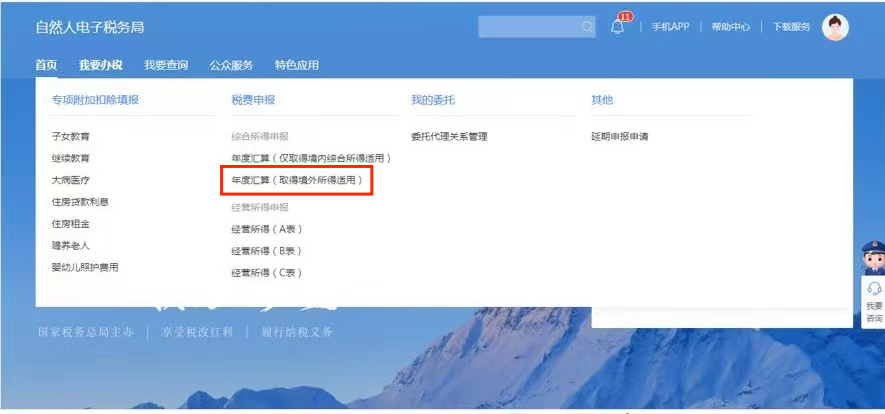 自然人电子税务局
11
手机APP
帮助中心
下载服务
首页 我要办税 我要查询 公众服务 特色应用
专项附加扣除填报
子女教育
继续教育
大病医疗
住房贷款利息
住房租金
赡养老人
婴幼儿照护费用
税费申报
综合所得申报
年度汇算（仅取得境内综合所得适用）
年度汇算（取得境外所得适用）
经营所得申报
经营所得（A表）
经营所得（B表）
经营所得（C表）
我的委托
委托代理关系管理
其他
延期申报申请
我要
咨询
国家税务总局主办 | 享受税改红利 | 履行纳税义务